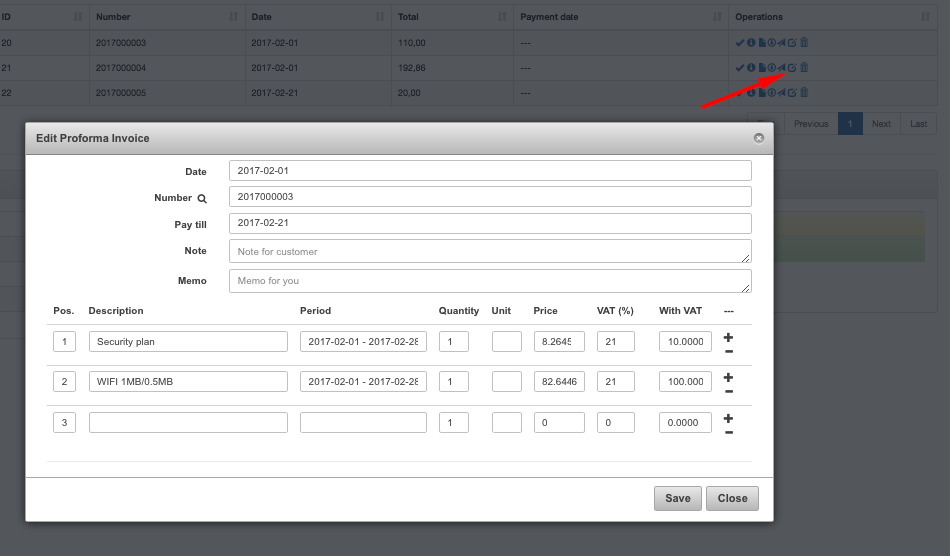 ID Number Date Total Payment date Operations
20 2017000003 2017-02-01 110,00 ---
21 2017000004 2017-02-01 192,86 ---
22 2017000005 2017-02-21 20,00 ---
Previous 1 Next Last
Edit Proforma Invoice
Date 2017-02-01
Number 2017000003
Pay till 2017-02-21
Note Note for customer
Memo Memo for you
Pos. Description Period Quantity Unit Price VAT (%) With VAT ---
1 Security plan 2017-02-01 - 2017-02-28 1 8.2645 21 10.0000
2 WIFI 1MB/0.5MB 2017-02-01 - 2017-02-28 1 82.6446 21 100.000
3 1 0 0 0.0000
Save Close